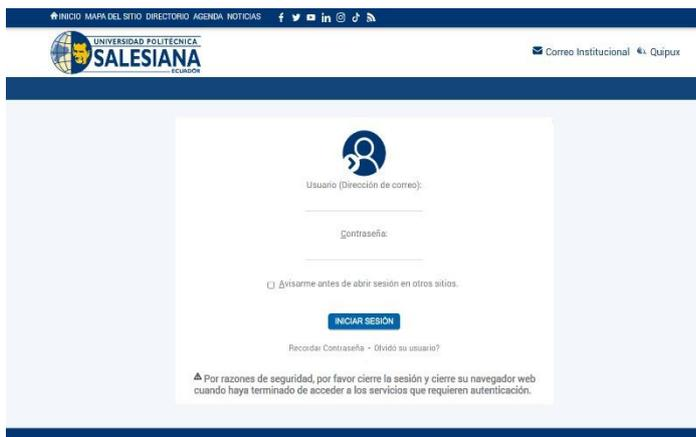 INICIO MAPA DEL SITIO DIRECTORIO AGENDA NOTICIAS
UNIVERSIDAD POLITÉCNICA
SALESIANA
ECUADOR
Correo Institucional Quipux
Usuario (Dirección de correo):
Contraseña:
Avisarme antes de abrir sesión en otros sitios.
INICIAR SESIÓN
Recordar Contraseña - Olvidó su usuario?
Por razones de seguridad, por favor cierre la sesión y cierre su navegador web
cuando haya terminado de acceder a los servicios que requieren autenticación.